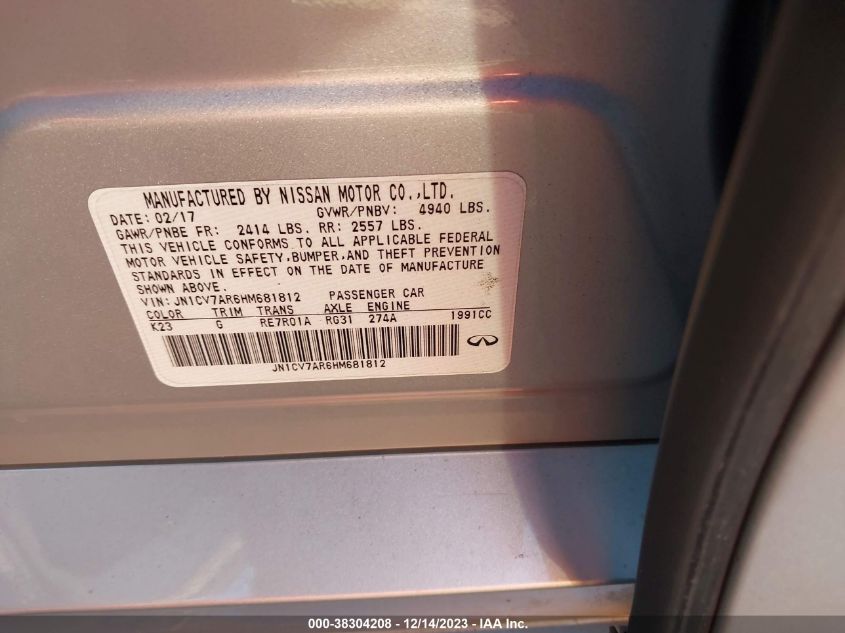 MANUFACTURED BY NISSAN MOTOR CO.,LTD.
DATE: 02/17 GVWR/PNBV: 4940 LBS.
GAWR/PNBE FR: 2414 LBS. RR: 2557 LBS.
THIS VEHICLE CONFORMS TO ALL APPLICABLE FEDERAL
MOTOR VEHICLE SAFETY,BUMPER,AND THEFT PREVENTION
STANDARDS IN EFFECT ON THE DATE OF MANUFACTURE
SHOWN ABOVE.
VIN: JN1CV7AR6HM681812 PASSENGER CAR
COLOR TRIM TRANS AXLE ENGINE
K23 G RE7R01A RG31 274A 1991CC
JN1CV7AR6HM681812
000-38304208 - 12/14/2023 - IAA Inc.